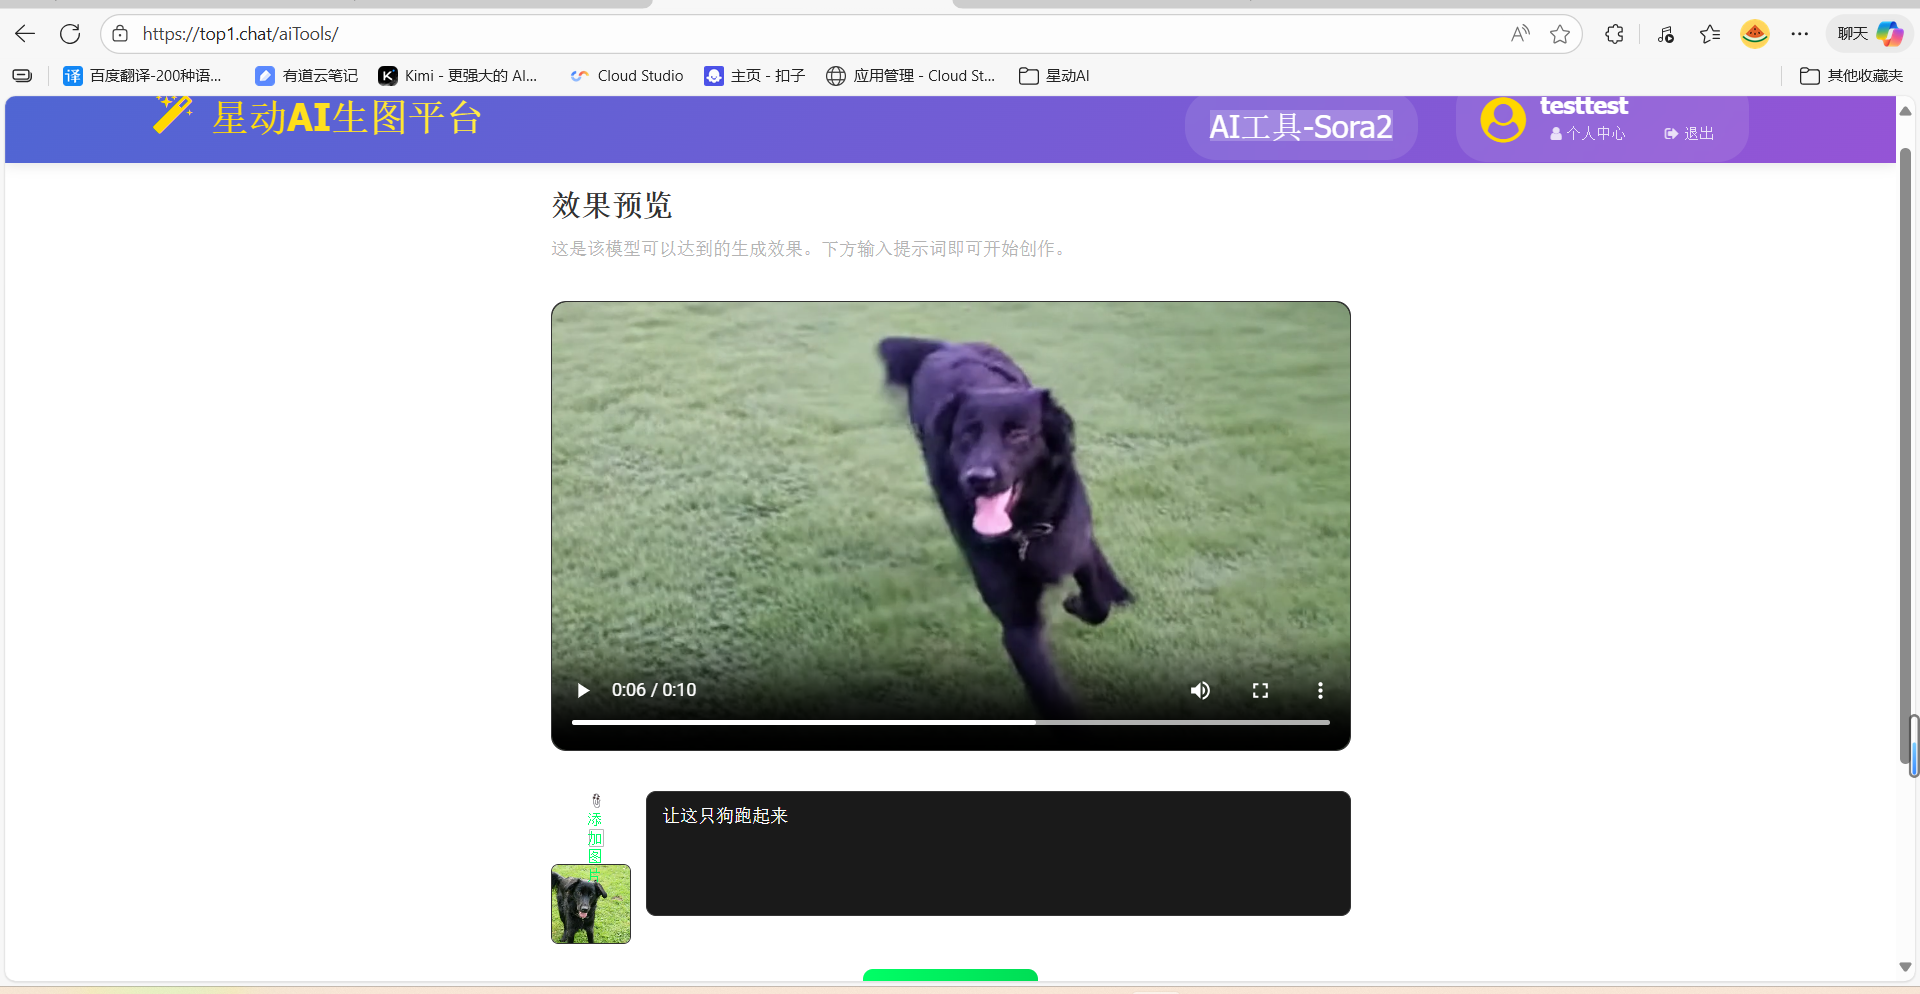 https://top1.chat/aiTools/
聊天
译 百度翻译-200种语...
有道云笔记
K Kimi - 更强大的 AI...
Cloud Studio
主页 - 扣子
应用管理 - Cloud St...
星动AI
其他收藏夹
星动AI生图平台
AI工具-Sora2
testtest
个人中心
退出
效果预览
这是该模型可以达到的生成效果。下方输入提示词即可开始创作。
0:06 / 0:10
添加图片
让这只狗跑起来